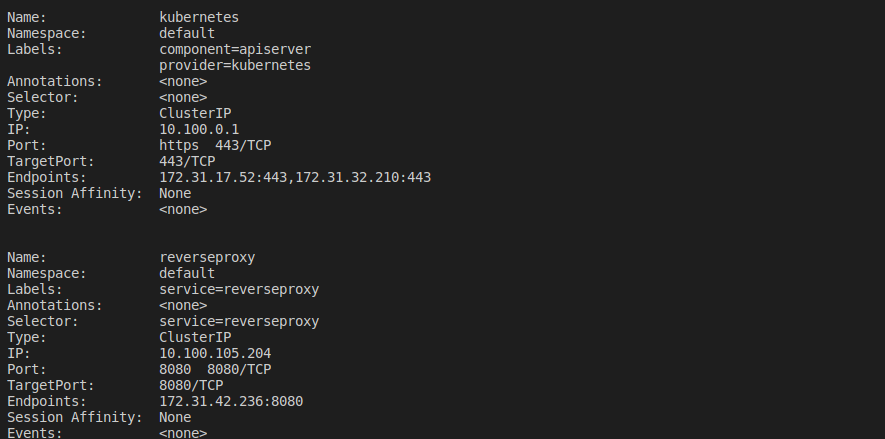 Name:              kubernetes
Namespace:         default
Labels:            component=apiserver
                   provider=kubernetes
Annotations:       <none>
Selector:          <none>
Type:              ClusterIP
IP:                10.100.0.1
Port:              https  443/TCP
TargetPort:        443/TCP
Endpoints:         172.31.17.52:443,172.31.32.210:443
Session Affinity:  None
Events:            <none>
Name:              reverseproxy
Namespace:         default
Labels:            service=reverseproxy
Annotations:       <none>
Selector:          service=reverseproxy
Type:              ClusterIP
IP:                10.100.105.204
Port:              8080  8080/TCP
TargetPort:        8080/TCP
Endpoints:         172.31.42.236:8080
Session Affinity:  None
Events:            <none>